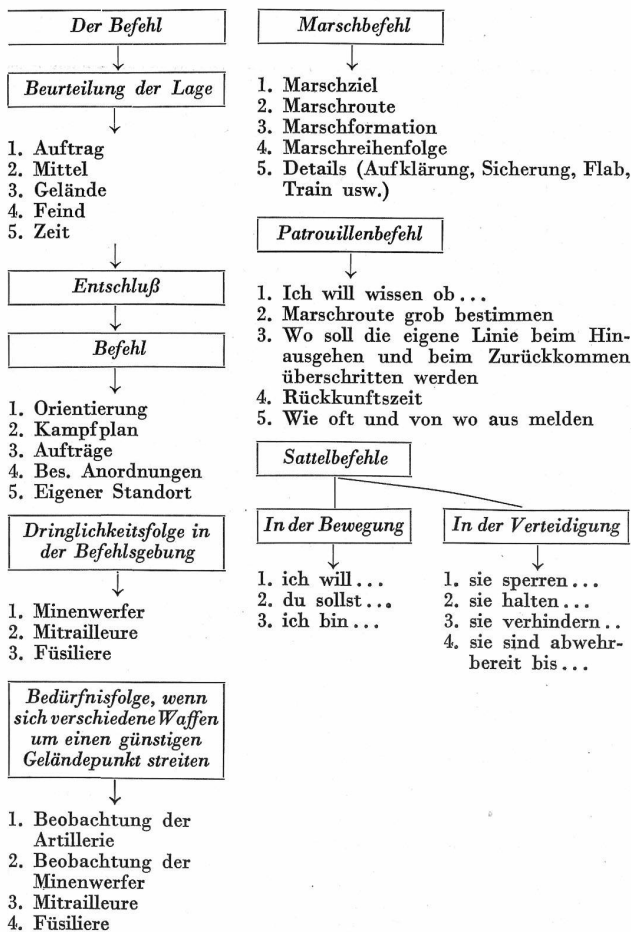 Der Befehl
Beurteilung der Lage
1. Auftrag
2. Mittel
3. Gelände
4. Feind
5. Zeit
Entschluß
Befehl
1. Orientierung
2. Kampfplan
3. Aufträge
4. Bes. Anordnungen
5. Eigener Standort
Dringlichkeitsfolge in
der Befehlsgebung
1. Minenwerfer
2. Mitrailleure
3. Füsiliere
Bedürfnisfolge, wenn
sich verschiedene Waffen
um einen günstigen
Geländepunkt streiten
1. Beobachtung der
Artillerie
2. Beobachtung der
Minenwerfer
3. Mitrailleure
4. Füsiliere
Marschbefehl
1. Marschziel
2. Marschroute
3. Marschformation
4. Marschreihenfolge
5. Details (Aufklärung, Sicherung, Flab,
Train usw.)
Patrouillenbefehl
1. Ich will wissen ob...
2. Marschroute grob bestimmen
3. Wo soll die eigene Linie beim Hin-
ausgehen und beim Zurückkommen
überschritten werden
4. Rückkunftszeit
5. Wie oft und von wo aus melden
Sattelbefehle
In der Bewegung
1. ich will...
2. du sollst...
3. ich bin...
In der Verteidigung
1. sie sperren...
2. sie halten...
3. sie verhindern..
4. sie sind abwehr-
bereit bis...